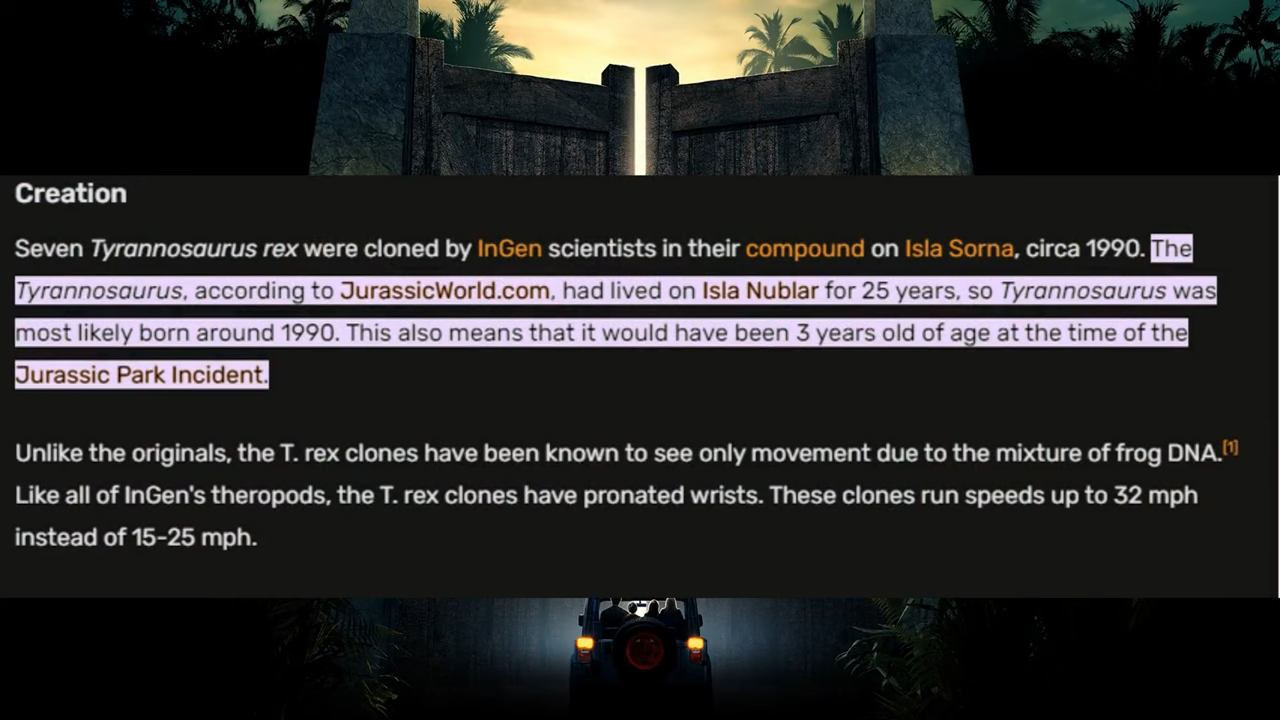 Creation
Seven Tyrannosaurus rex were cloned by InGen scientists in their compound on Isla Sorna, circa 1990. The
Tyrannosaurus, according to JurassicWorld.com, had lived on Isla Nublar for 25 years, so Tyrannosaurus was
most likely born around 1990. This also means that it would have been 3 years old of age at the time of the
Jurassic Park Incident.
Unlike the originals, the T. rex clones have been known to see only movement due to the mixture of frog DNA.[1]
Like all of InGen's theropods, the T. rex clones have pronated wrists. These clones run speeds up to 32 mph
instead of 15-25 mph.